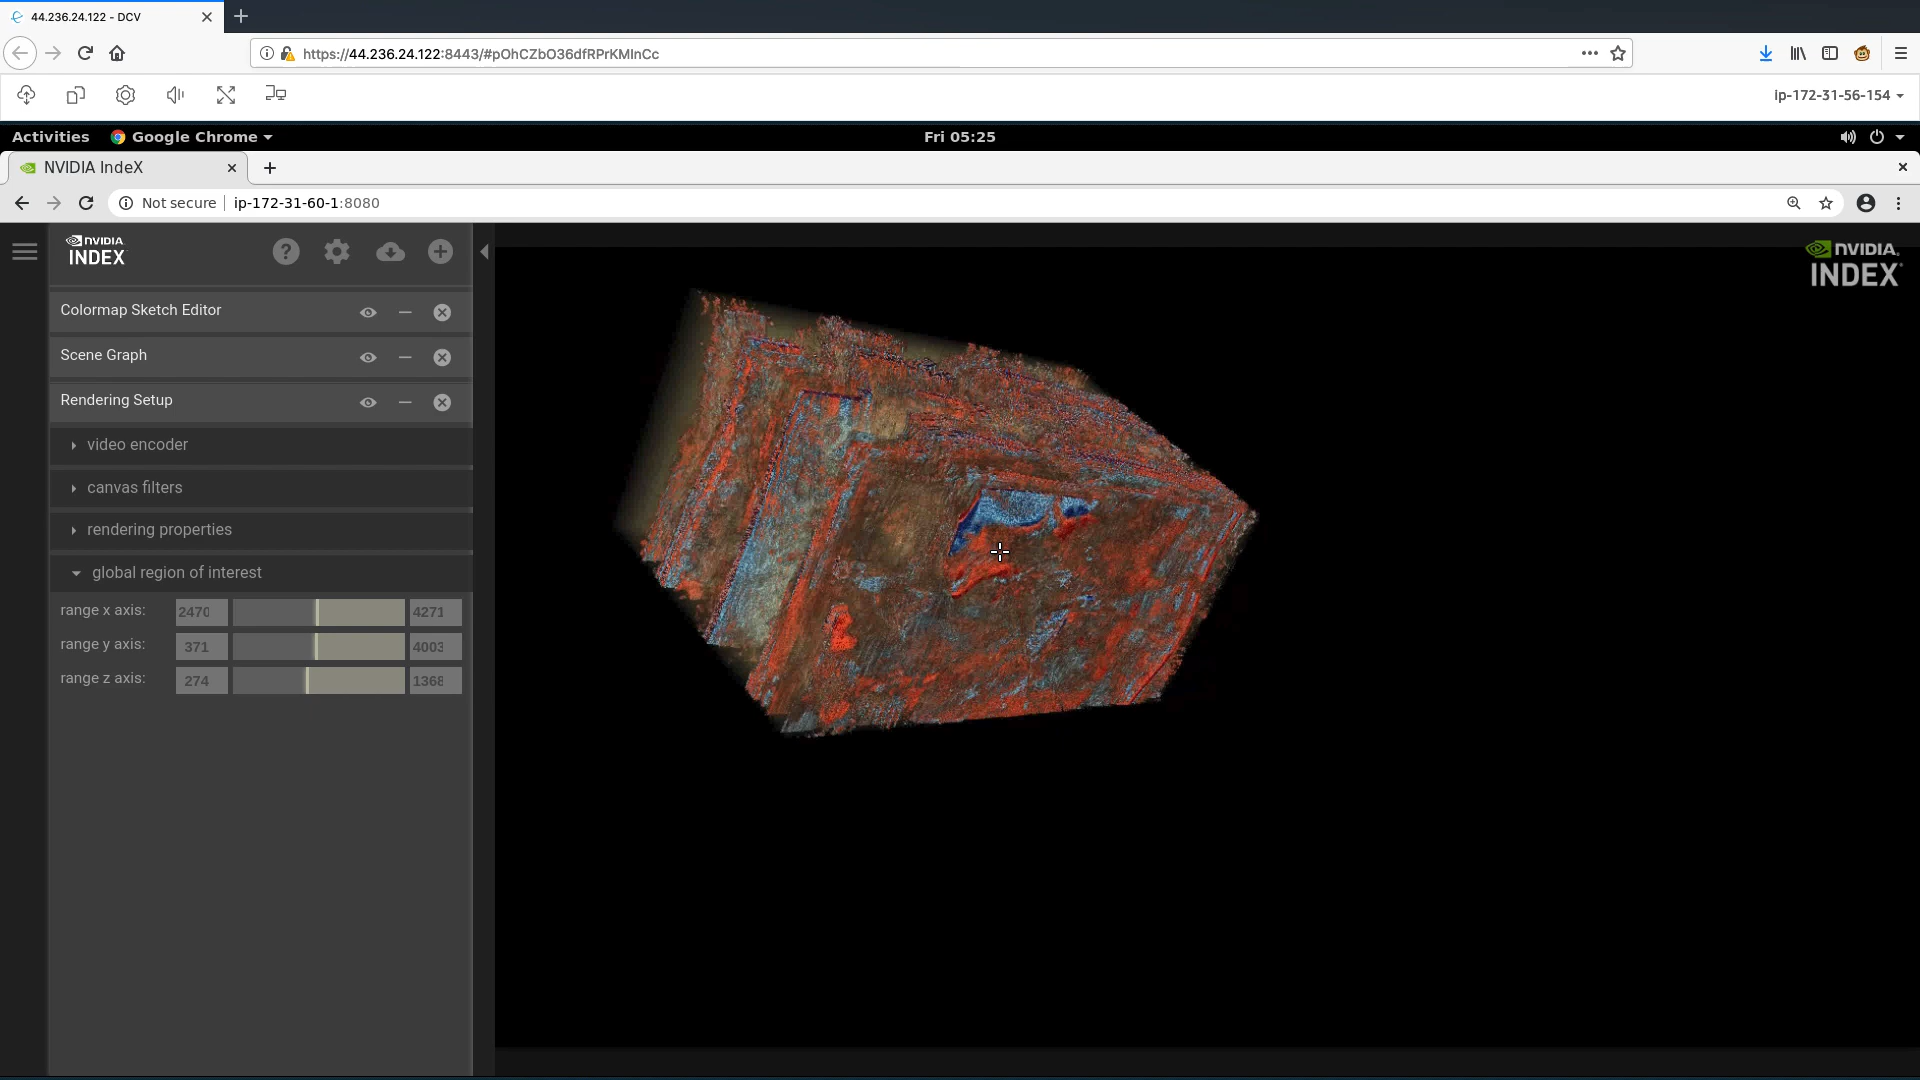 44.236.24.122 - DCV
https://44.236.24.122:8443/#pOhCZbO36dfRPrKMInCc
ip-172-31-56-154
Activities Google Chrome Fri 05:25
NVIDIA IndeX
Not secure ip-172-31-60-1:8080
NVIDIA
INDEX
NVIDIA.
INDEX
Colormap Sketch Editor
Scene Graph
Rendering Setup
video encoder
canvas filters
rendering properties
global region of interest
range x axis: 2470 4271
range y axis: 371 4003
range z axis: 274 1368